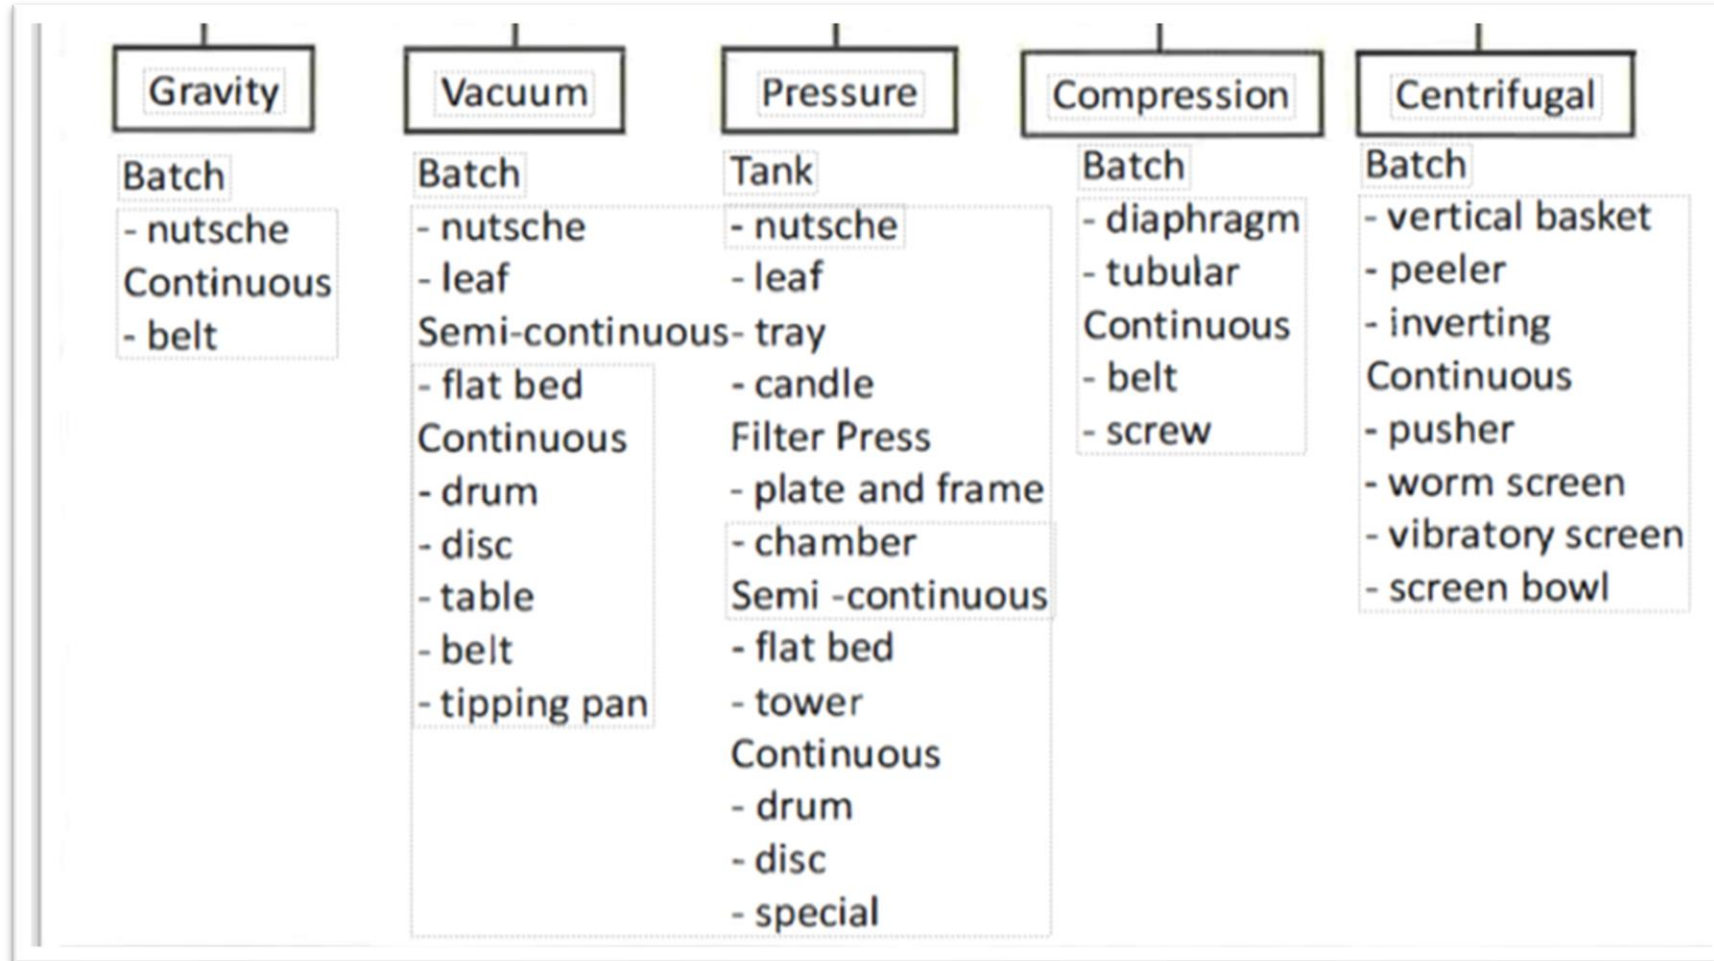 Gravity
Batch
- nutsche
Continuous
- belt
Vacuum
Batch
- nutsche
- leaf
Semi-continuous
- flat bed
Continuous
- drum
- disc
- table
- belt
- tipping pan
Pressure
Tank
- nutsche
- leaf
- tray
- candle
Filter Press
- plate and frame
- chamber
Semi -continuous
- flat bed
- tower
Continuous
- drum
- disc
- special
Compression
Batch
- diaphragm
- tubular
Continuous
- belt
- screw
Centrifugal
Batch
- vertical basket
- peeler
- inverting
Continuous
- pusher
- worm screen
- vibratory screen
- screen bowl